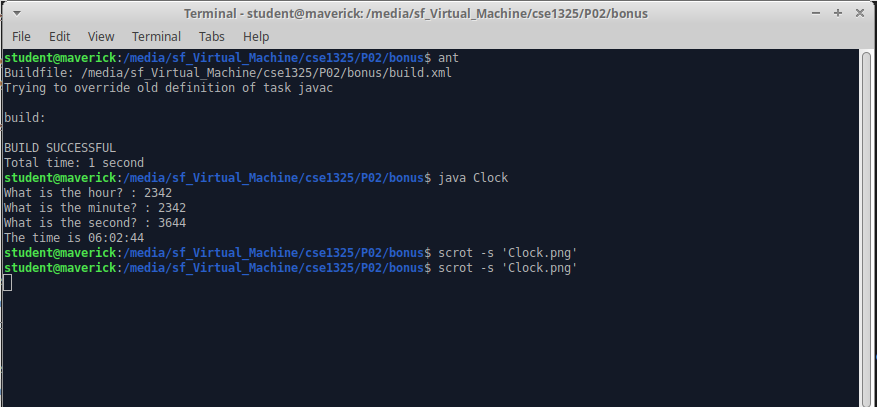 Terminal - student@maverick: /media/sf_Virtual_Machine/cse1325/P02/bonus
File Edit View Terminal Tabs Help
student@maverick:/media/sf_Virtual_Machine/cse1325/P02/bonus$ ant
Buildfile: /media/sf_Virtual_Machine/cse1325/P02/bonus/build.xml
Trying to override old definition of task javac
build:
BUILD SUCCESSFUL
Total time: 1 second
student@maverick:/media/sf_Virtual_Machine/cse1325/P02/bonus$ java Clock
What is the hour? : 2342
What is the minute? : 2342
What is the second? : 3644
The time is 06:02:44
student@maverick:/media/sf_Virtual_Machine/cse1325/P02/bonus$ scrot -s 'Clock.png'
student@maverick:/media/sf_Virtual_Machine/cse1325/P02/bonus$ scrot -s 'Clock.png'